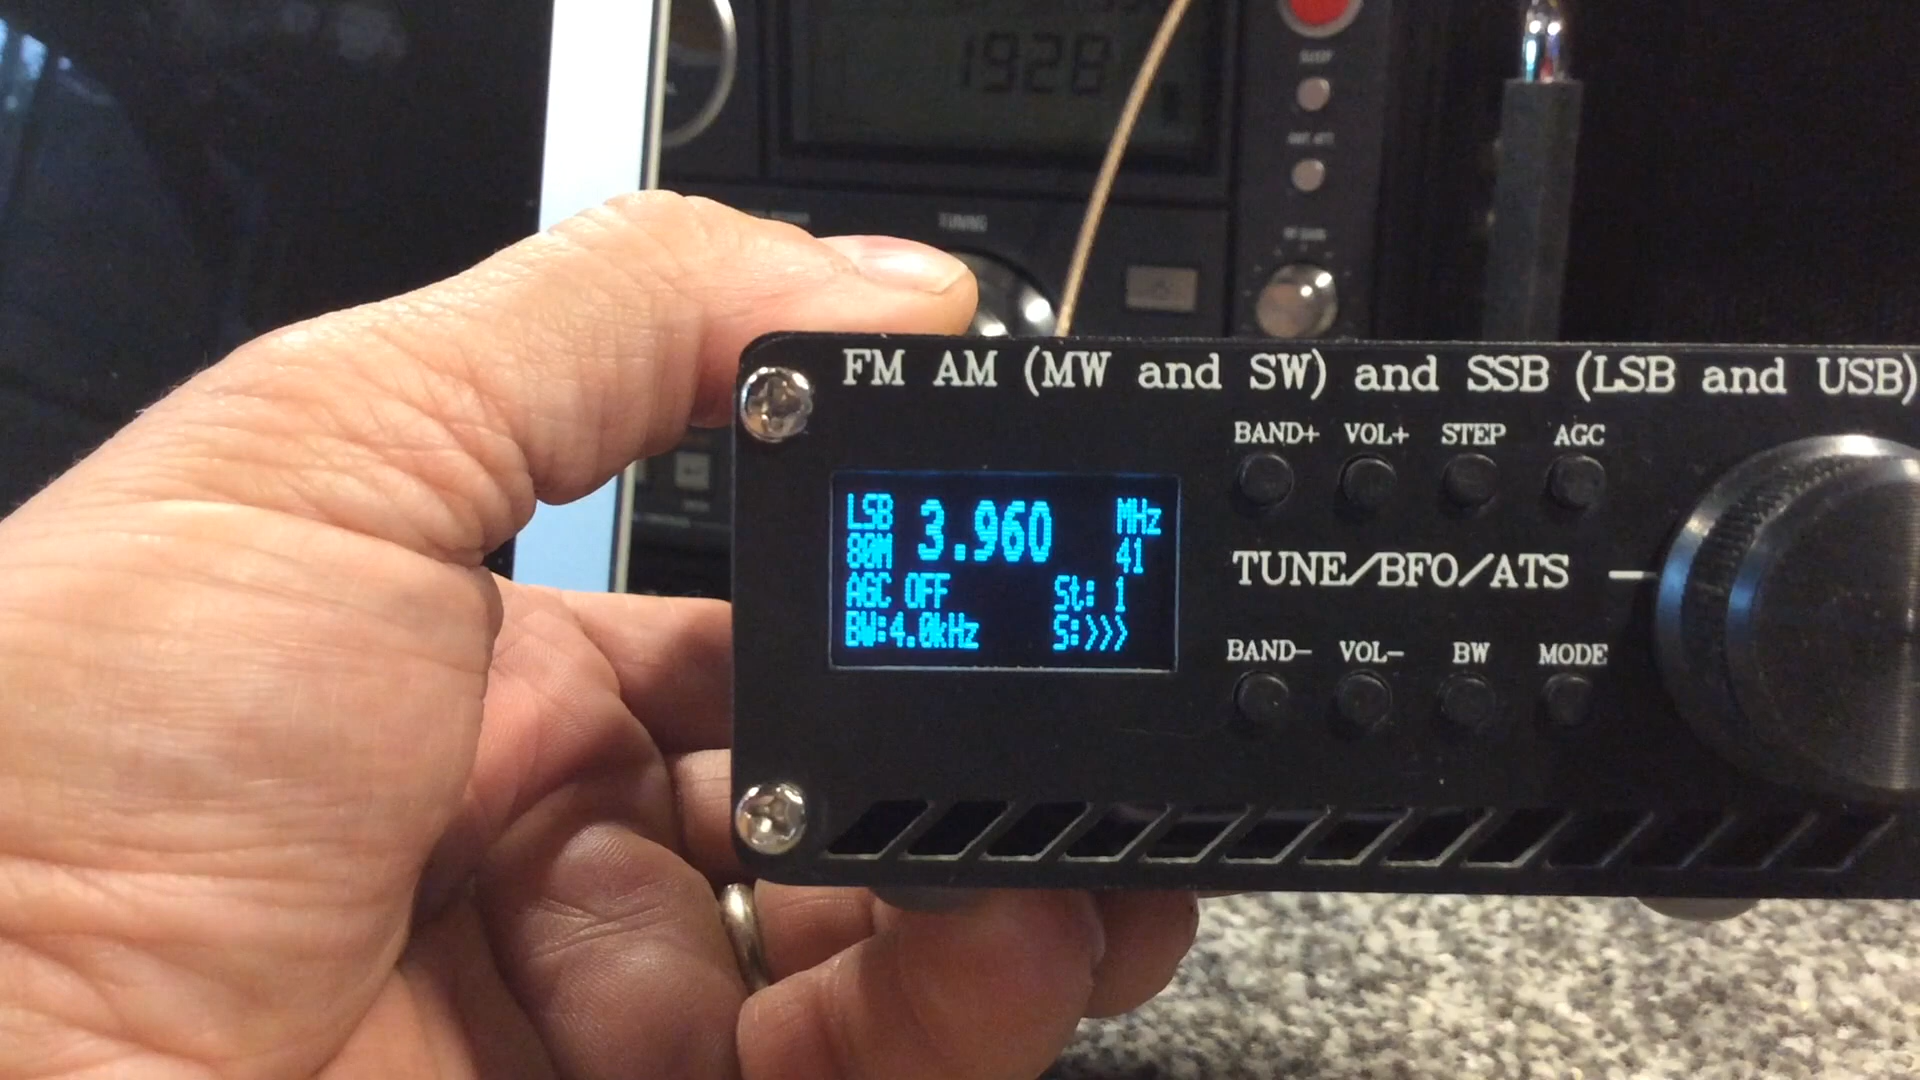 1928
TUNING
FM AM (MW and SW) and SSB (LSB and USB)
BAND+ VOL+ STEP AGC
LSB 3.960 MHz
80M 41
AGC OFF St: 1
BW:4.0kHz S:>>>
TUNE/BFO/ATS
BAND- VOL- BW MODE